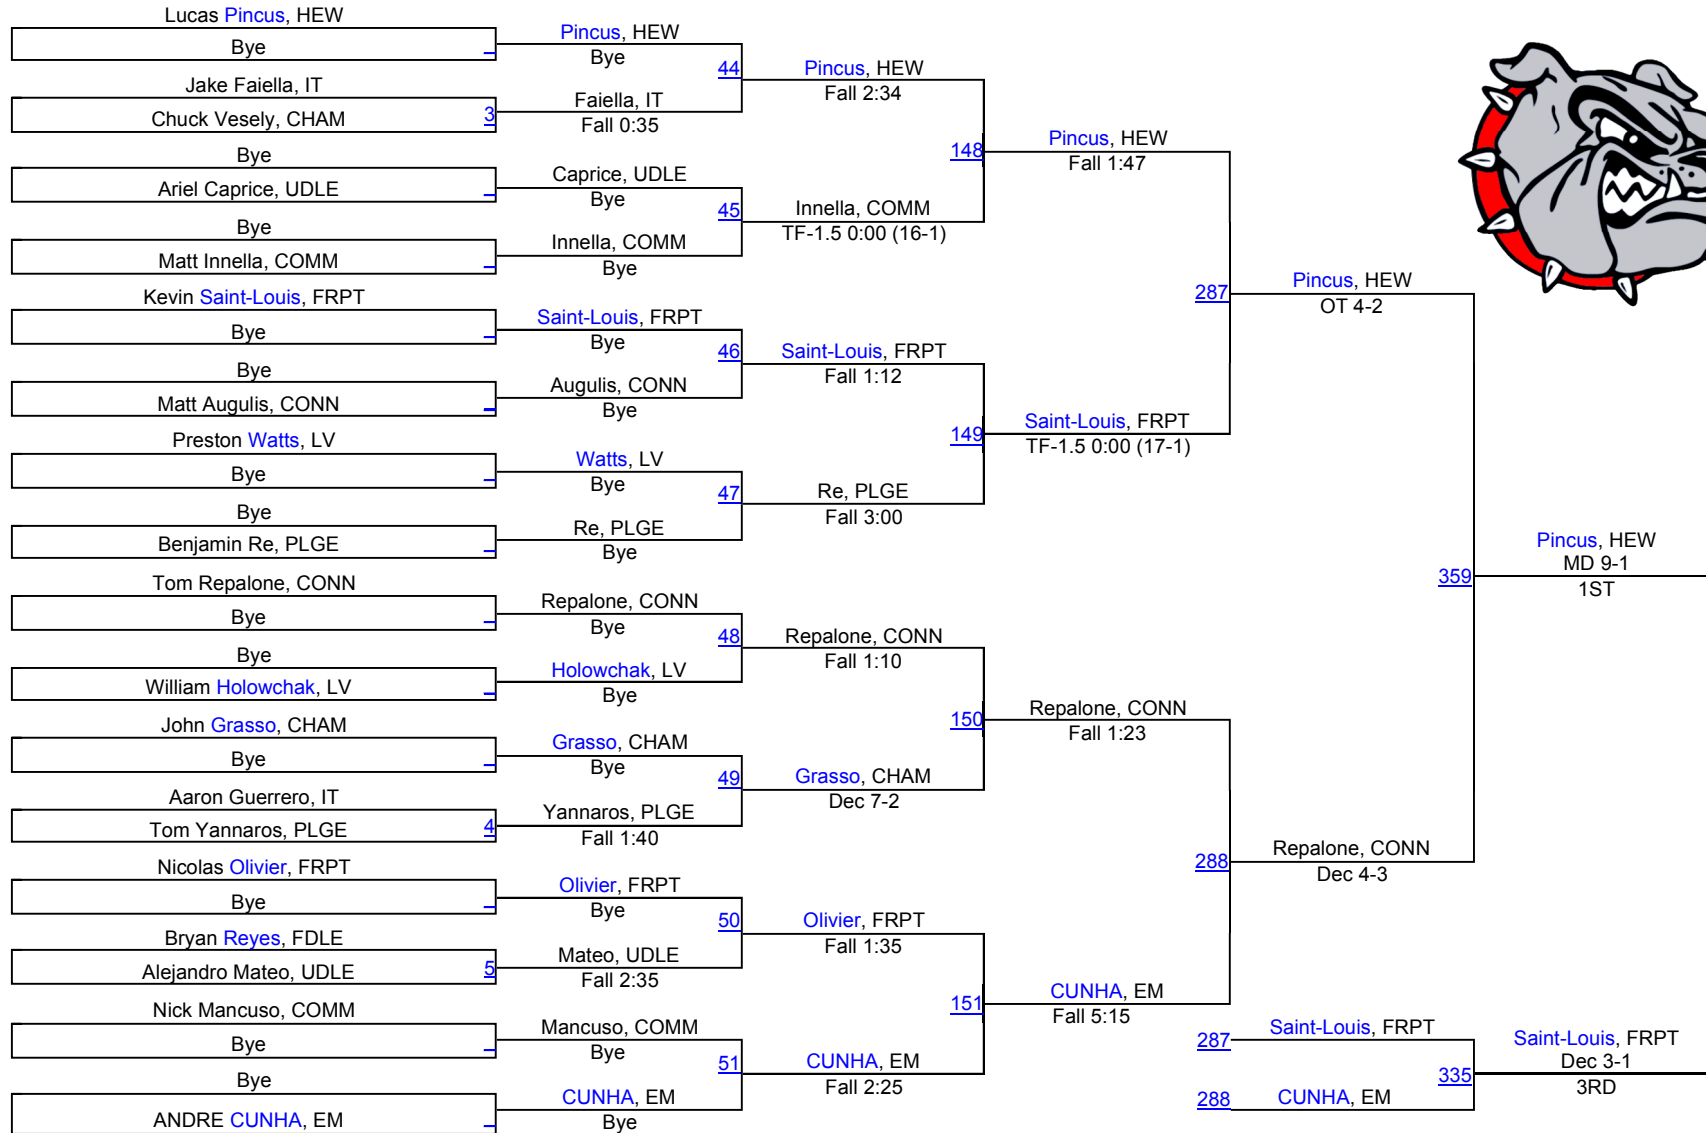 Lucas Pincus, HEW
Bye
Jake Faiella, IT
Chuck Vesely, CHAM 3
Bye
Ariel Caprice, UDLE
Bye
Matt Innella, COMM
Kevin Saint-Louis, FRPT
Bye
Bye
Matt Augulis, CONN
Preston Watts, LV
Bye
Bye
Benjamin Re, PLGE
Tom Repalone, CONN
Bye
Bye
William Holowchak, LV
John Grasso, CHAM
Bye
Aaron Guerrero, IT
Tom Yannaros, PLGE 4
Nicolas Olivier, FRPT
Bye
Bryan Reyes, FDLE
Alejandro Mateo, UDLE 5
Nick Mancuso, COMM
Bye
Bye
ANDRE CUNHA, EM
Pincus, HEW
Bye
44
Faiella, IT
Fall 0:35
Caprice, UDLE
Bye
45
Innella, COMM
Bye
Saint-Louis, FRPT
Bye
46
Augulis, CONN
Bye
Watts, LV
Bye
47
Re, PLGE
Bye
Repalone, CONN
Bye
48
Holowchak, LV
Bye
Grasso, CHAM
Bye
49
Yannaros, PLGE
Fall 1:40
Olivier, FRPT
Bye
50
Mateo, UDLE
Fall 2:35
Mancuso, COMM
Bye
51
CUNHA, EM
Bye
Pincus, HEW
Fall 2:34
148
Innella, COMM
TF-1.5 0:00 (16-1)
Saint-Louis, FRPT
Fall 1:12
149
Re, PLGE
Fall 3:00
Repalone, CONN
Fall 1:10
150
Grasso, CHAM
Dec 7-2
Olivier, FRPT
Fall 1:35
151
CUNHA, EM
Fall 2:25
Pincus, HEW
Fall 1:47
287
Saint-Louis, FRPT
TF-1.5 0:00 (17-1)
Repalone, CONN
Fall 1:23
288
CUNHA, EM
Fall 5:15
Pincus, HEW
OT 4-2
359
Repalone, CONN
Dec 4-3
Pincus, HEW
MD 9-1
1ST
287 Saint-Louis, FRPT
335
288 CUNHA, EM
Saint-Louis, FRPT
Dec 3-1
3RD